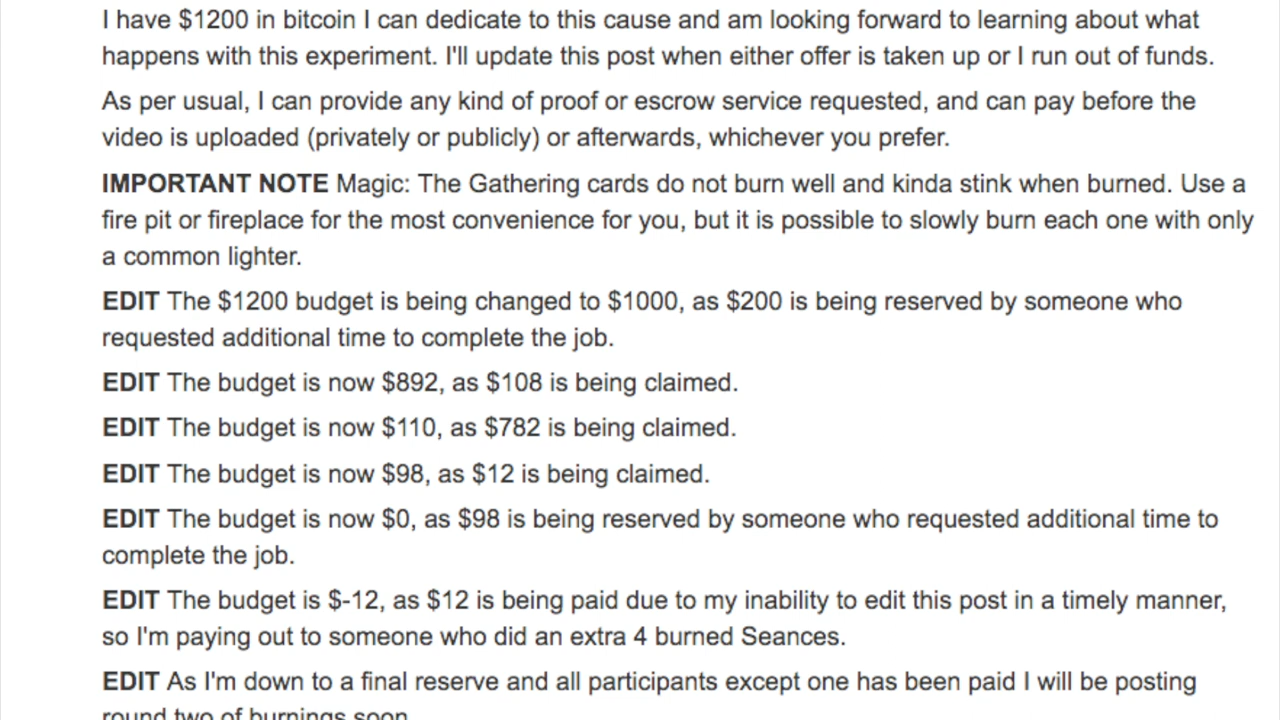 I have $1200 in bitcoin I can dedicate to this cause and am looking forward to learning about what
happens with this experiment. I'll update this post when either offer is taken up or I run out of funds.
As per usual, I can provide any kind of proof or escrow service requested, and can pay before the
video is uploaded (privately or publicly) or afterwards, whichever you prefer.
IMPORTANT NOTE Magic: The Gathering cards do not burn well and kinda stink when burned. Use a
fire pit or fireplace for the most convenience for you, but it is possible to slowly burn each one with only
a common lighter.
EDIT The $1200 budget is being changed to $1000, as $200 is being reserved by someone who
requested additional time to complete the job.
EDIT The budget is now $892, as $108 is being claimed.
EDIT The budget is now $110, as $782 is being claimed.
EDIT The budget is now $98, as $12 is being claimed.
EDIT The budget is now $0, as $98 is being reserved by someone who requested additional time to
complete the job.
EDIT The budget is $-12, as $12 is being paid due to my inability to edit this post in a timely manner,
so I'm paying out to someone who did an extra 4 burned Seances.
EDIT As I'm down to a final reserve and all participants except one has been paid I will be posting
round two of burnings soon